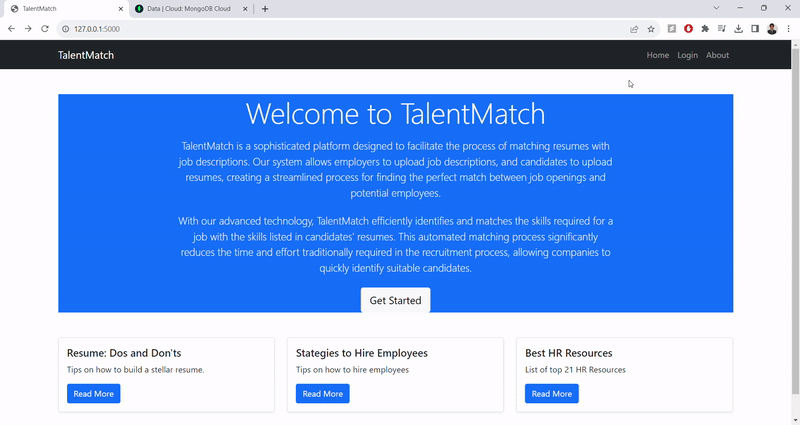 TalentMatch
Data | Cloud: MongoDB Cloud
127.0.0.1:5000
TalentMatch
Home
Login
About
Welcome to TalentMatch
TalentMatch is a sophisticated platform designed to facilitate the process of matching resumes with
job descriptions. Our system allows employers to upload job descriptions, and candidates to upload
resumes, creating a streamlined process for finding the perfect match between job openings and
potential employees.
With our advanced technology, TalentMatch efficiently identifies and matches the skills required for a
job with the skills listed in candidates' resumes. This automated matching process significantly
reduces the time and effort traditionally required in the recruitment process, allowing companies to
quickly identify suitable candidates.
Get Started
Resume: Dos and Don'ts
Tips on how to build a stellar resume.
Read More
Stategies to Hire Employees
Tips on how to hire employees
Read More
Best HR Resources
List of top 21 HR Resources
Read More